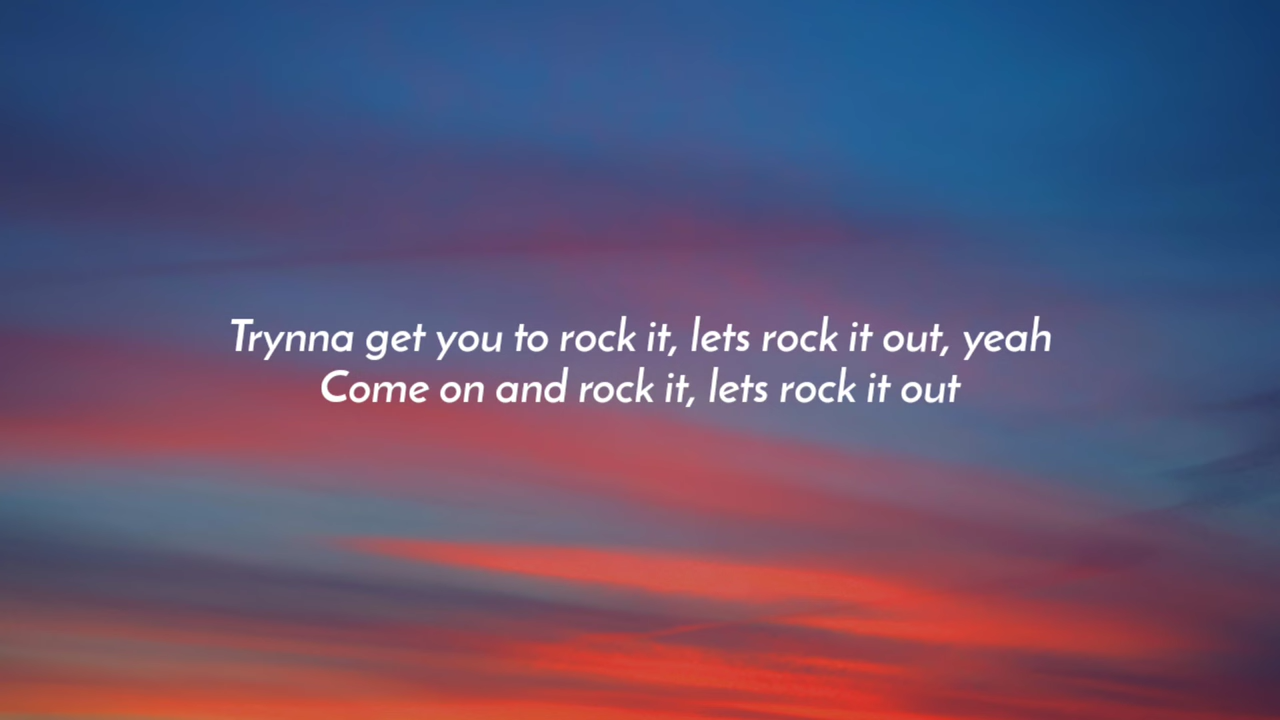 Trynna get you to rock it, lets rock it out, yeah
Come on and rock it, lets rock it out